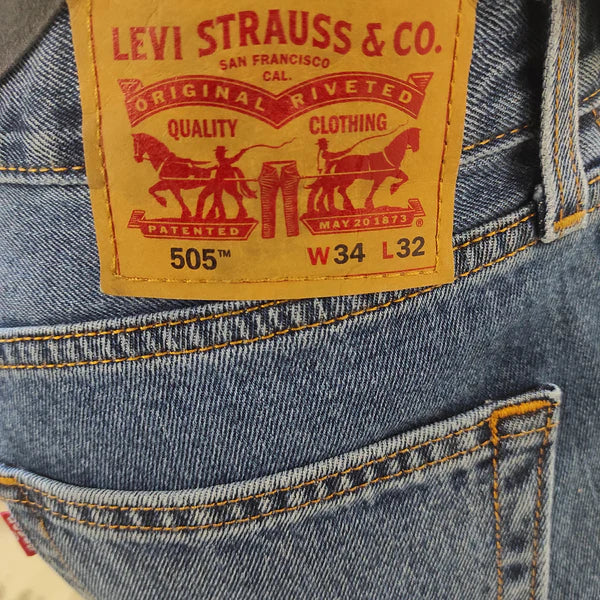 LEVI STRAUSS & CO.
SAN FRANCISCO
CAL.
ORIGINAL RIVETED
QUALITY CLOTHING
PATENTED MAY 20 1873 ®
505™ W34 L32